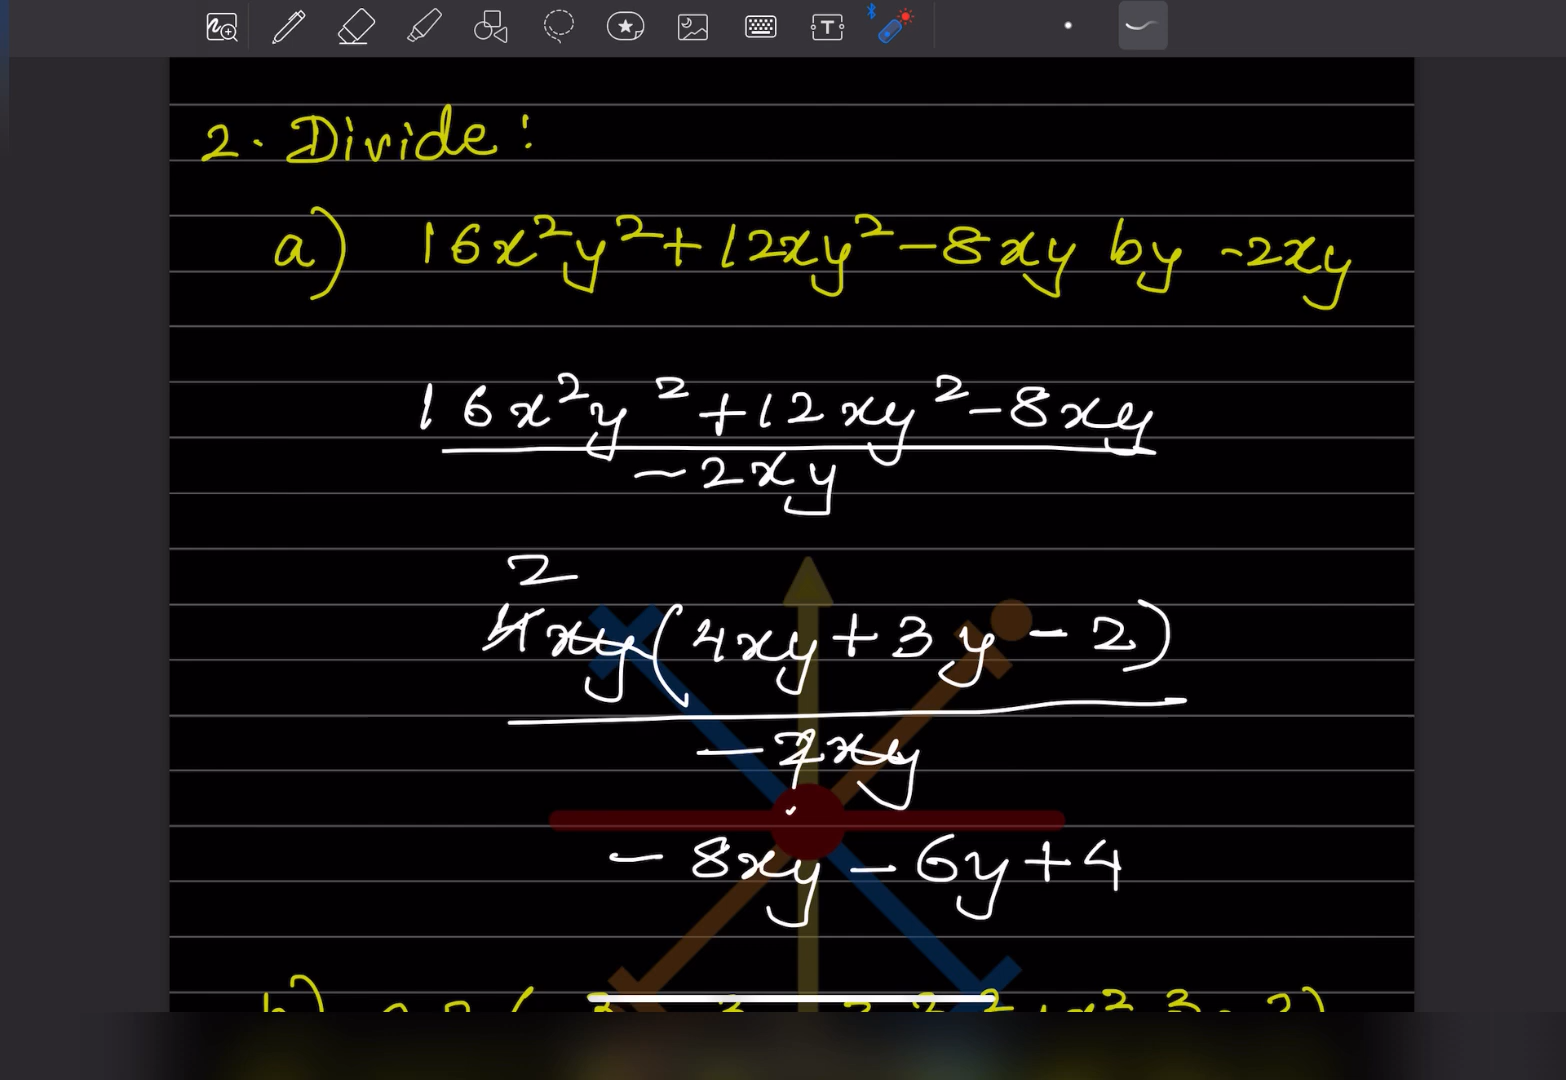 2. Divide:
a) 16x²y² + 12xy² - 8xy by -2xy
16x²y² + 12xy² - 8xy
- 2xy
2
4xy(4xy + 3y - 2)
- 2xy
- 8xy - 6y + 4
b)